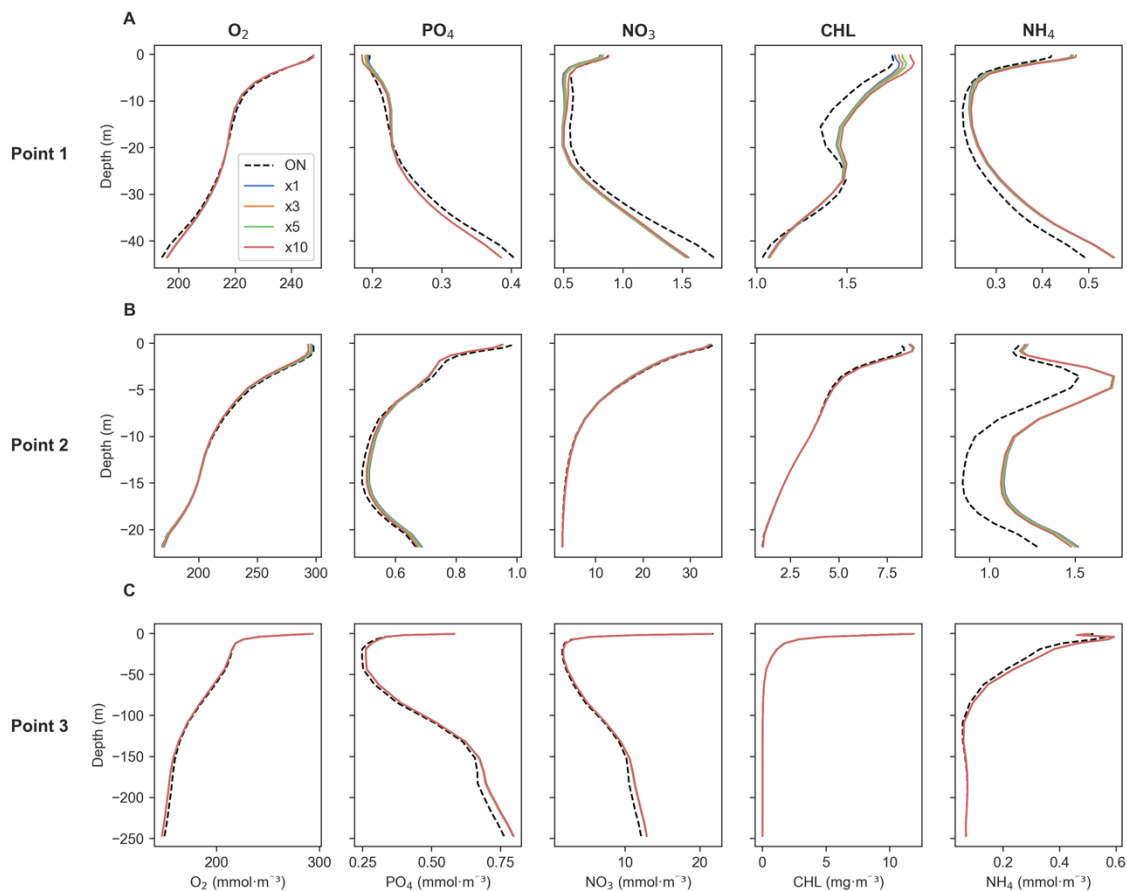 A
O₂ PO₄ NO₃ CHL NH₄
Point 1
Depth (m)
0
−10
−20
−30
−40
ON
x1
x3
x5
x10
200 220 240
0.2 0.3 0.4
0.5 1.0 1.5
1.0 1.5
0.3 0.4 0.5
B
Point 2
Depth (m)
0
−5
−10
−15
−20
200 250 300
0.6 0.8 1.0
10 20 30
2.5 5.0 7.5
1.0 1.5
C
Point 3
Depth (m)
0
−50
−100
−150
−200
−250
200 300
0.25 0.50 0.75
10 20
0 5 10
0.0 0.2 0.4 0.6
O₂ (mmol·m⁻³) PO₄ (mmol·m⁻³) NO₃ (mmol·m⁻³) CHL (mg·m⁻³) NH₄ (mmol·m⁻³)